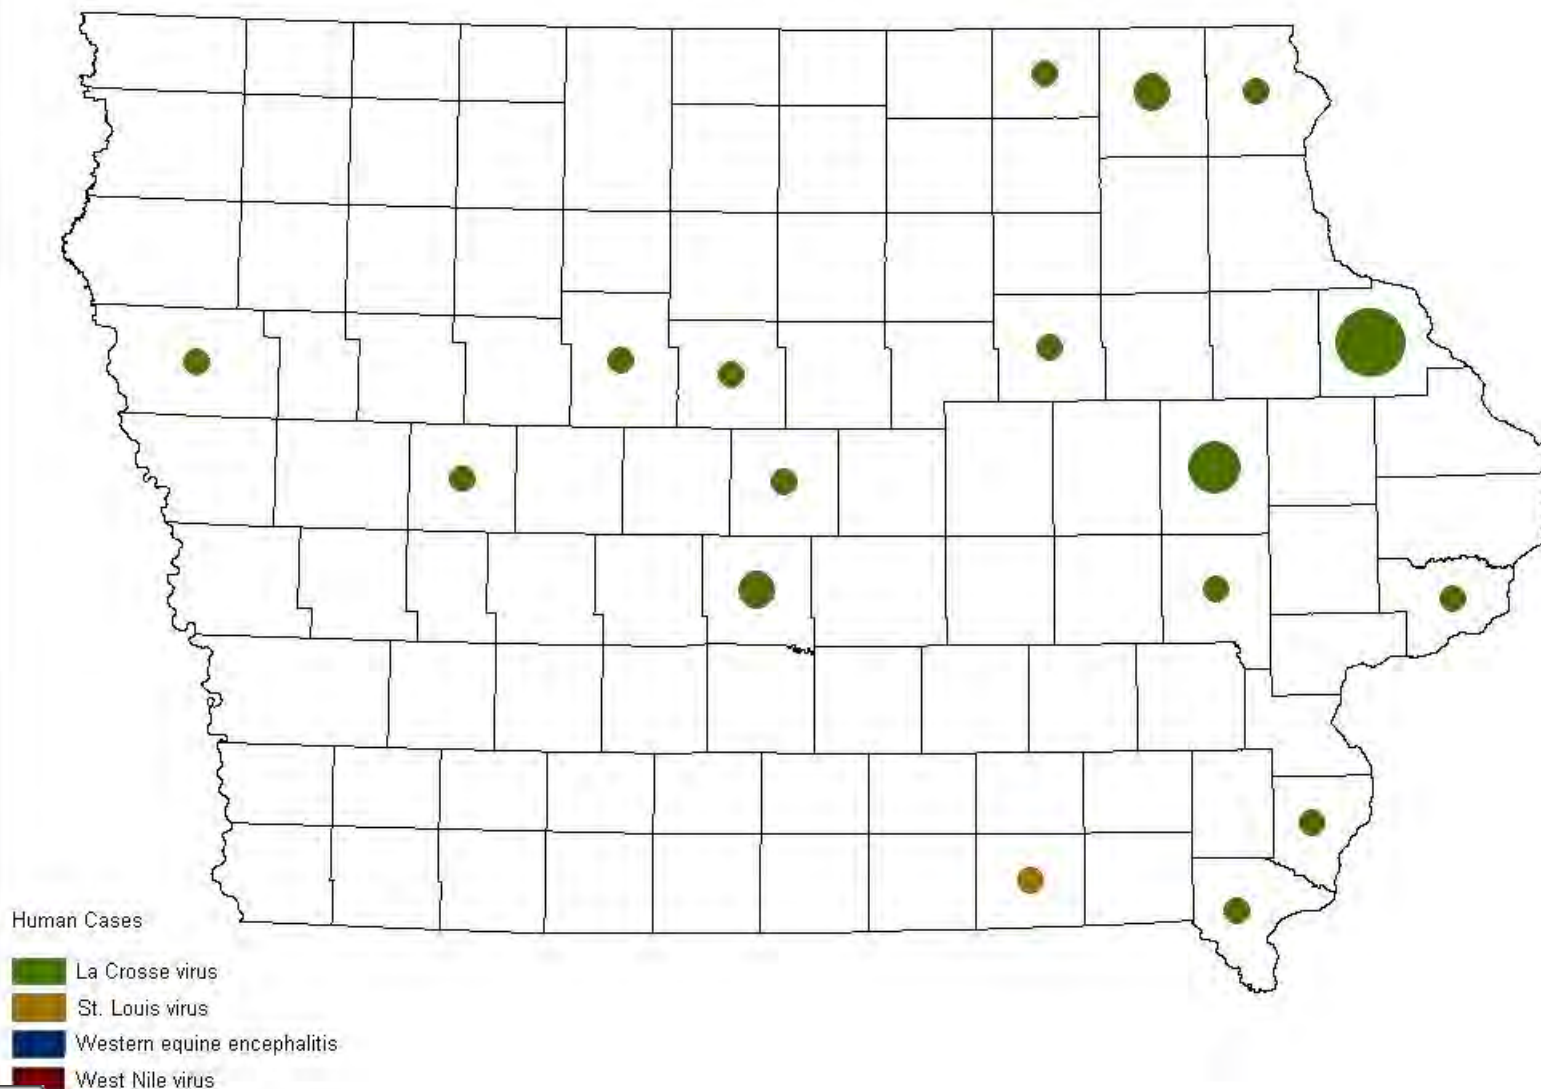 Human Cases
La Crosse virus
St. Louis virus
Western equine encephalitis
West Nile virus